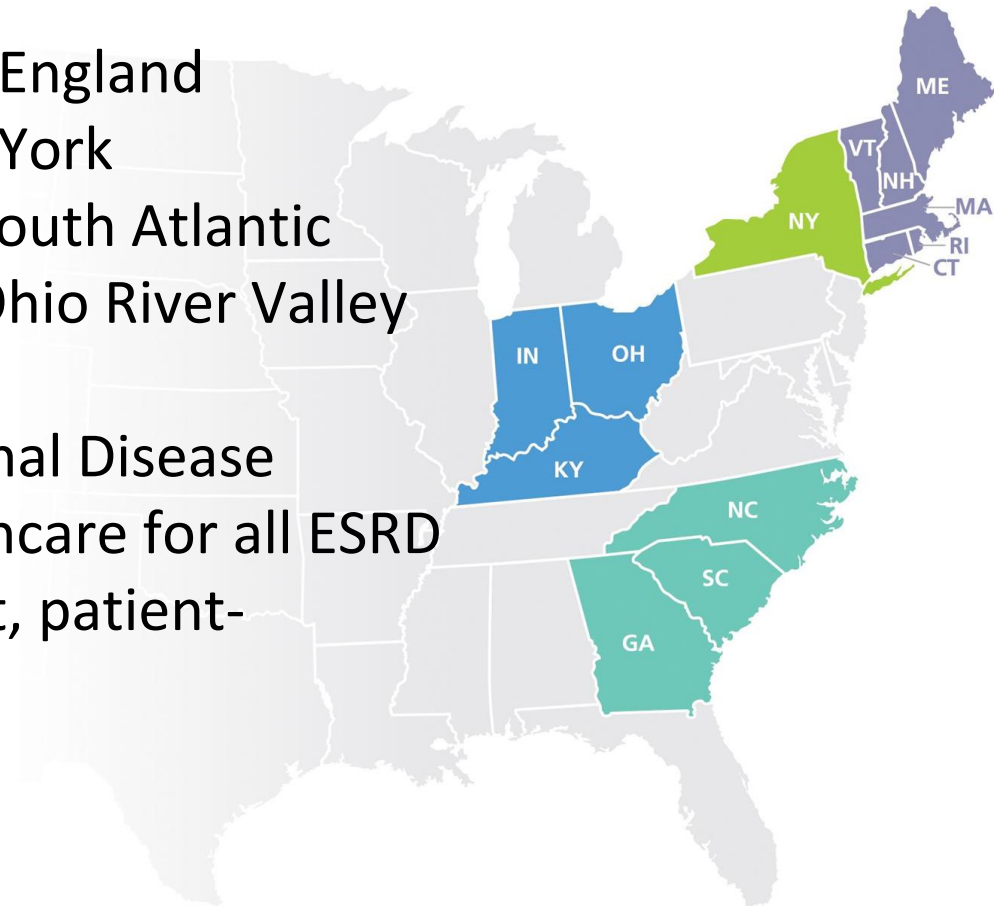 England
York
outh Atlantic
hio River Valley
nal Disease
hcare for all ESRD
t, patient-
ME
VT
NH
NY
MA
RI
CT
IN
OH
KY
NC
SC
GA